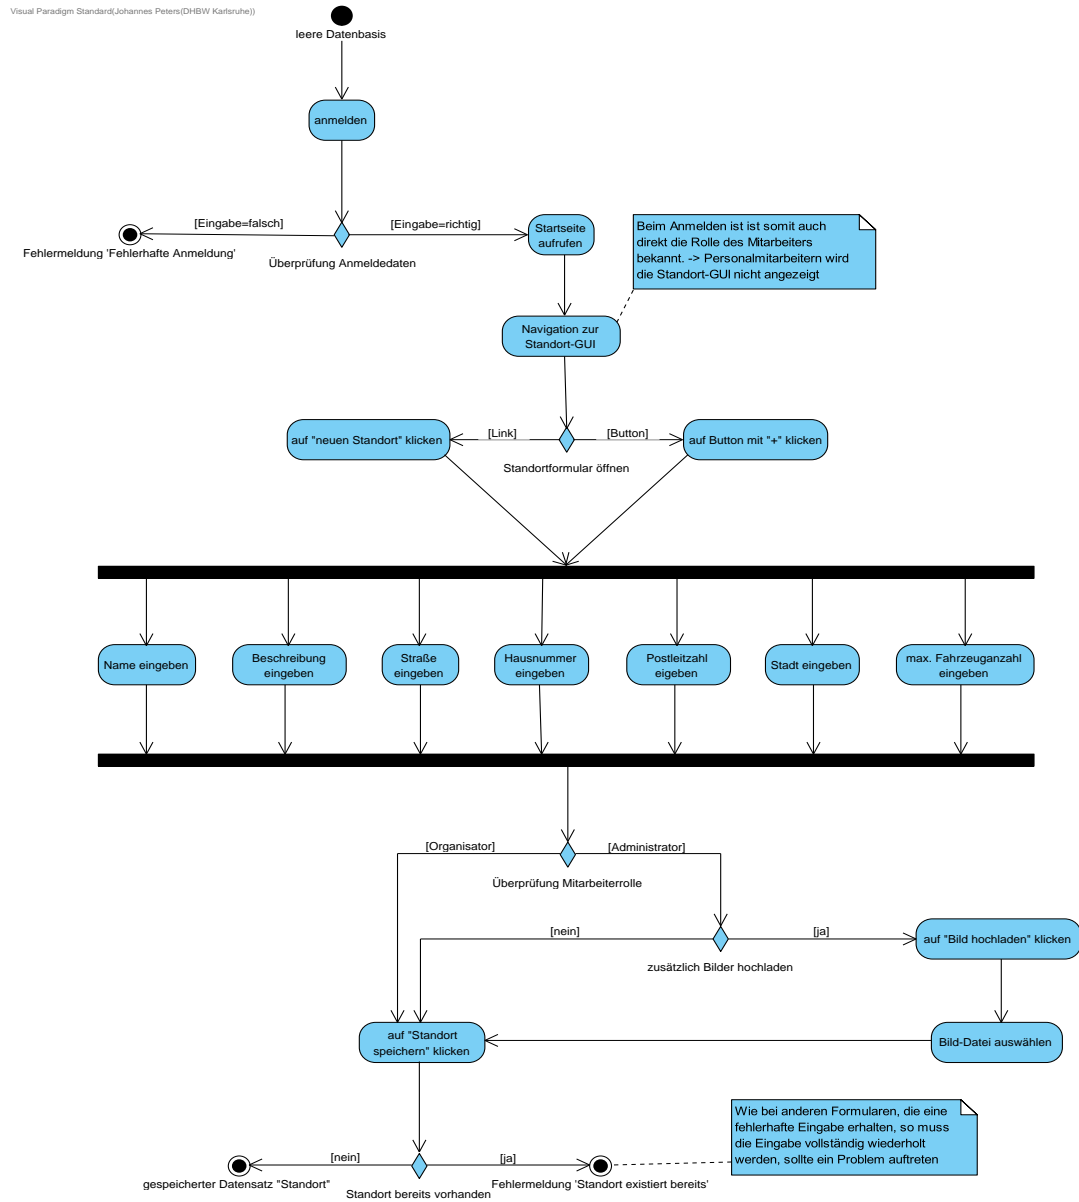 Visual Paradigm Standard(Johannes Peters(DHBW Karlsruhe))
leere Datenbasis
anmelden
[Eingabe=falsch]
[Eingabe=richtig]
Startseite
aufrufen
Beim Anmelden ist ist somit auch
direkt die Rolle des Mitarbeiters
bekannt. -> Personalmitarbeitern wird
die Standort-GUI nicht angezeigt
Fehlermeldung 'Fehlerhafte Anmeldung'
Überprüfung Anmeldedaten
Navigation zur
Standort-GUI
auf "neuen Standort" klicken
[Link]
[Button]
auf Button mit "+" klicken
Standortformular öffnen
Name eingeben
Beschreibung
eingeben
Straße
eingeben
Hausnummer
eingeben
Postleitzahl
eigeben
Stadt eingeben
max. Fahrzeuganzahl
eingeben
[Organisator]
[Administrator]
Überprüfung Mitarbeiterrolle
[nein]
[ja]
auf "Bild hochladen" klicken
zusätzlich Bilder hochladen
auf "Standort
speichern" klicken
Bild-Datei auswählen
Wie bei anderen Formularen, die eine
fehlerhafte Eingabe erhalten, so muss
die Eingabe vollständig wiederholt
werden, sollte ein Problem auftreten
[nein]
[ja]
gespeicherter Datensatz "Standort"
Standort bereits vorhanden
Fehlermeldung 'Standort existiert bereits'